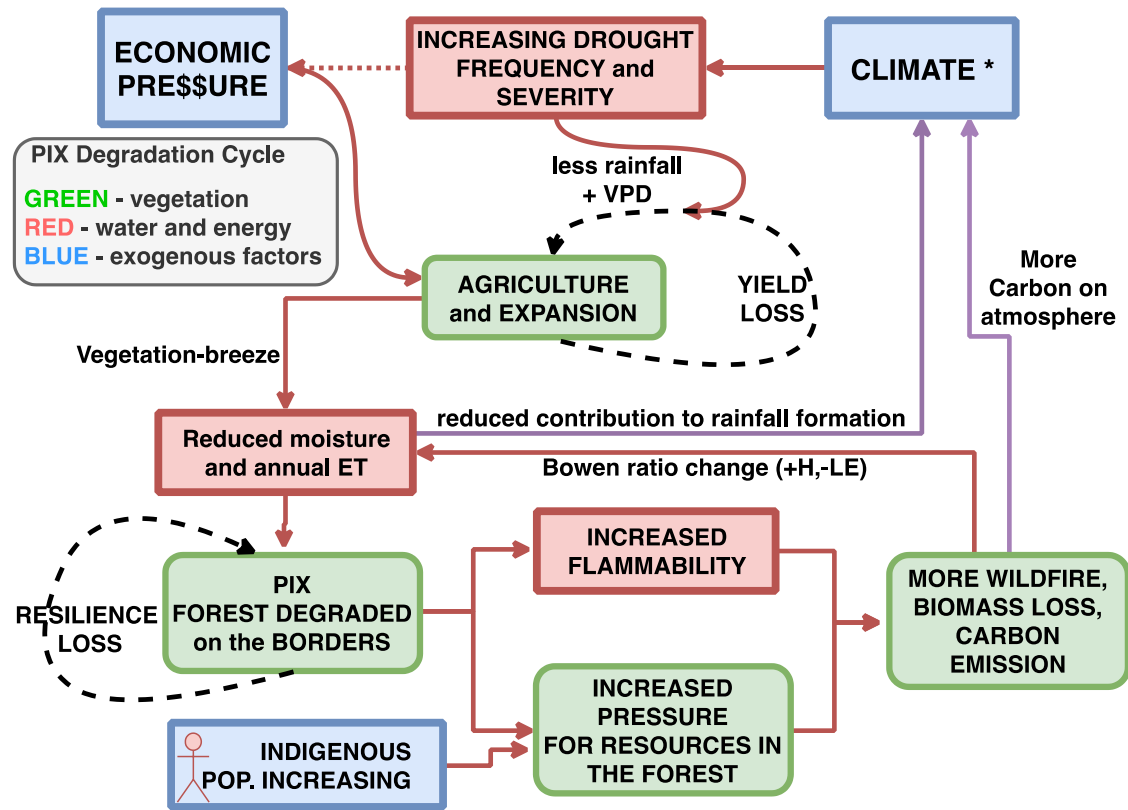 ECONOMIC
PRE$$URE
INCREASING DROUGHT
FREQUENCY and
SEVERITY
CLIMATE *
PIX Degradation Cycle
GREEN - vegetation
RED - water and energy
BLUE - exogenous factors
less rainfall
+ VPD
AGRICULTURE
and EXPANSION
YIELD
LOSS
More
Carbon on
atmosphere
Vegetation-breeze
Reduced moisture
and annual ET
reduced contribution to rainfall formation
Bowen ratio change (+H,-LE)
INCREASED
FLAMMABILITY
PIX
FOREST DEGRADED
on the BORDERS
RESILIENCE
LOSS
MORE WILDFIRE,
BIOMASS LOSS,
CARBON
EMISSION
INCREASED
PRESSURE
FOR RESOURCES IN
THE FOREST
INDIGENOUS
POP. INCREASING